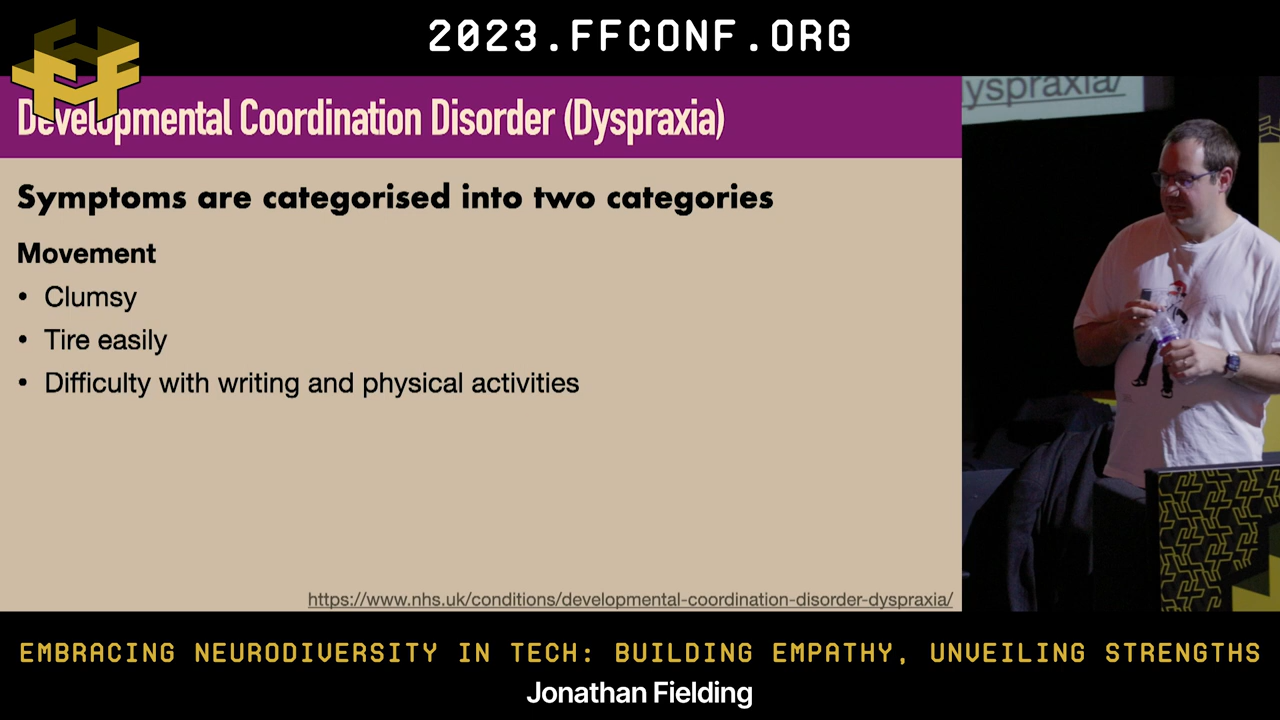 2023.FFCONF.ORG
Developmental Coordination Disorder (Dyspraxia)
yspraxia/
Symptoms are categorised into two categories
Movement
• Clumsy
• Tire easily
• Difficulty with writing and physical activities
https://www.nhs.uk/conditions/developmental-coordination-disorder-dyspraxia/
EMBRACING NEURODIVERSITY IN TECH: BUILDING EMPATHY, UNVEILING STRENGTHS
Jonathan Fielding